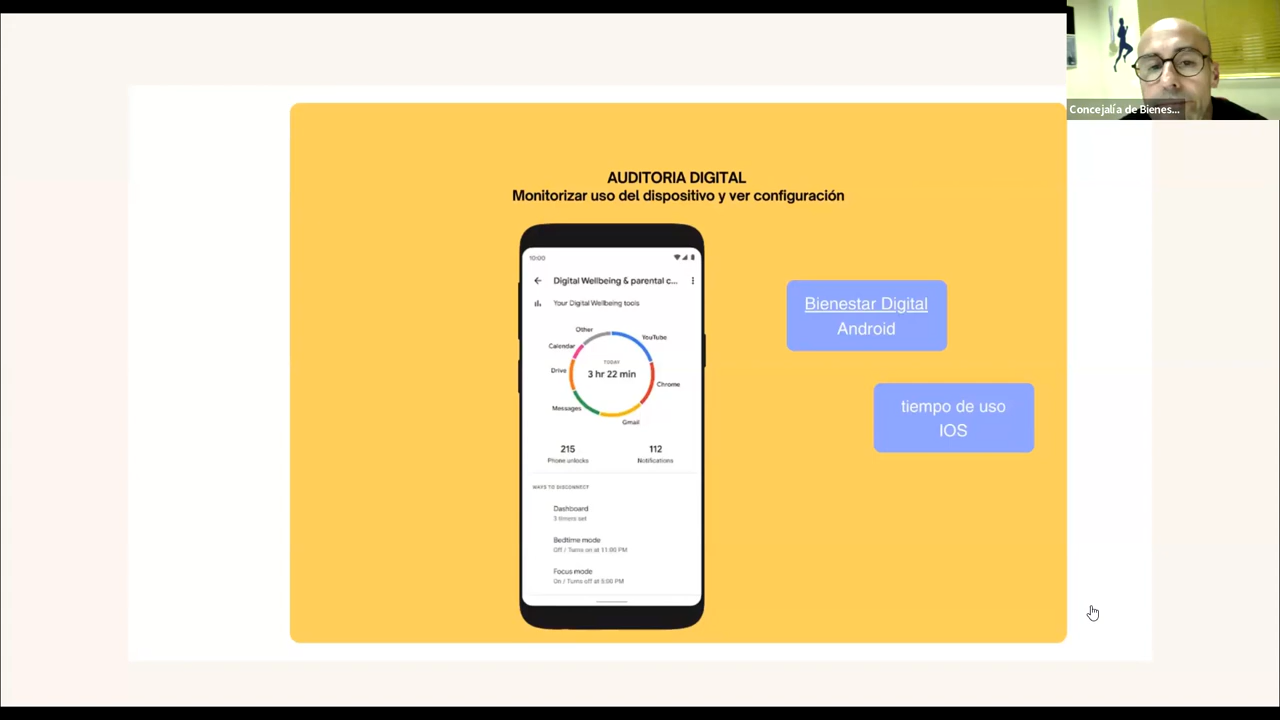 Concejalía de Bienes...
AUDITORIA DIGITAL
Monitorizar uso del dispositivo y ver configuración
10:00
Digital Wellbeing & parental c...
Your Digital Wellbeing tools
Other
YouTube
Calendar
TODAY
3 hr 22 min
Drive
Chrome
Messages
Gmail
215
112
Phone unlocks
Notifications
WAYS TO DISCONNECT
Dashboard
3 timers set
Bedtime mode
Off / Turns on at 11:00 PM
Focus mode
On / Turns off at 5:00 PM
Bienestar Digital
Android
tiempo de uso
IOS